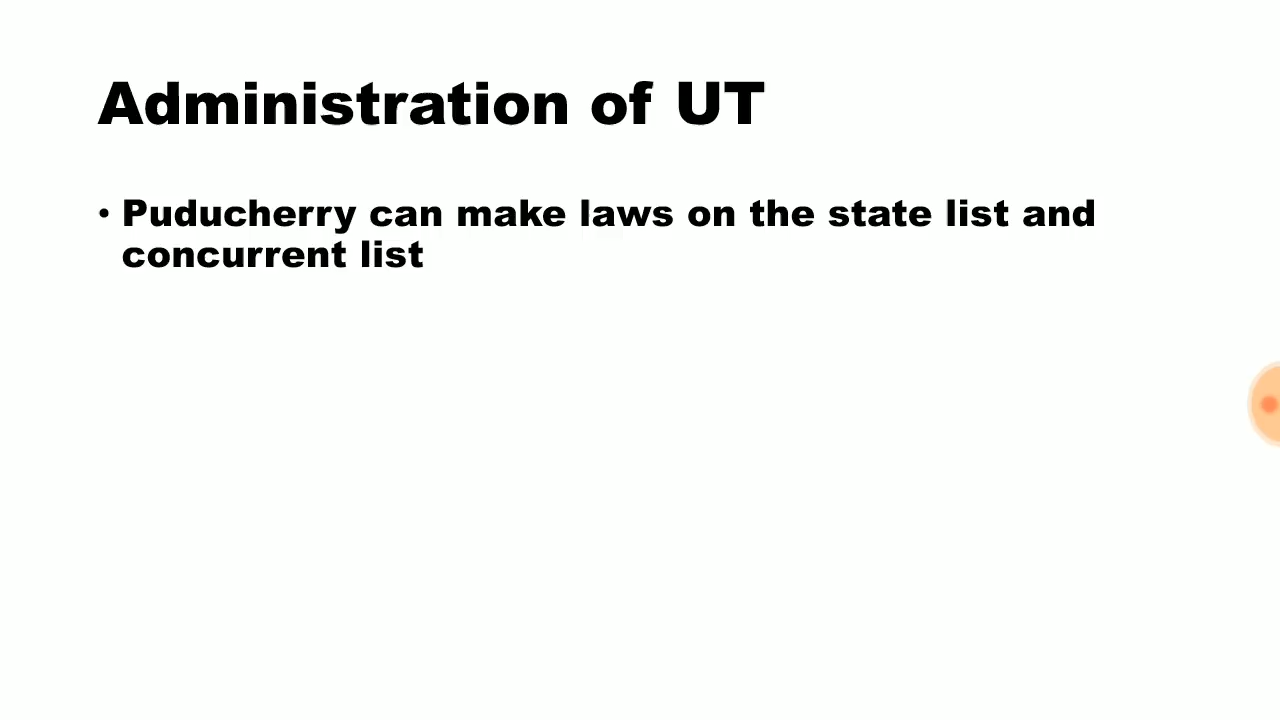 Administration of UT
• Puducherry can make laws on the state list and
concurrent list